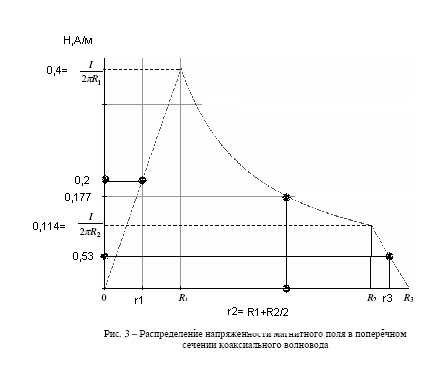 H,А/м
0,4= I/2πR₁
0,2
0,177
0,114= I/2πR₂
0,53
0 r1 R₁ R₂ r3 R₃
r2= R1+R2/2
Рис. 3 – Распределение напряженности магнитного поля в поперечном
сечении коаксиального волновода